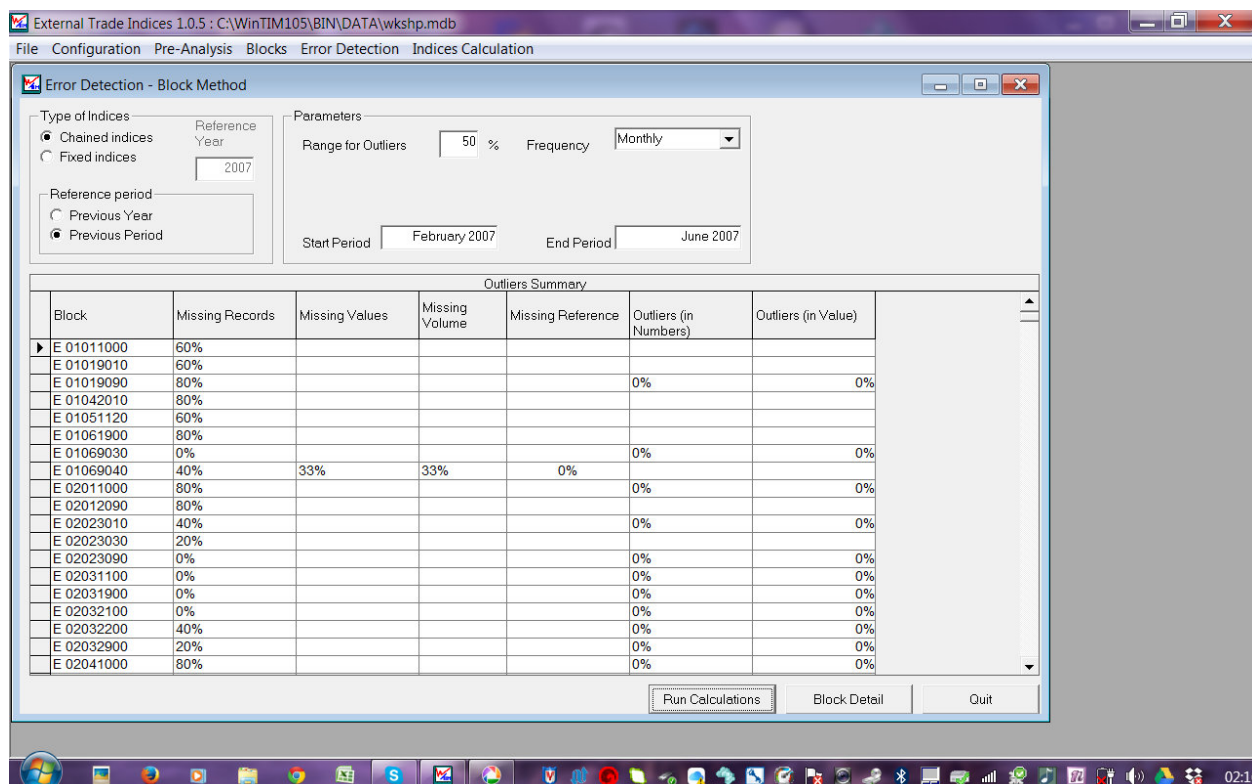 External Trade Indices 1.0.5 : C:\WinTIM105\BIN\DATA\wkshp.mdb
File Configuration Pre-Analysis Blocks Error Detection Indices Calculation
Error Detection - Block Method
Type of Indices
Chained indices
Fixed indices
Reference Year
2007
Reference period
Previous Year
Previous Period
Parameters
Range for Outliers 50 % Frequency Monthly
Start Period February 2007 End Period June 2007
Outliers Summary
Block Missing Records Missing Values Missing Volume Missing Reference Outliers (in Numbers) Outliers (in Value)
E 01011000 60%
E 01019010 60%
E 01019090 80% 0% 0%
E 01042010 80%
E 01051120 60%
E 01061900 80%
E 01069030 0% 0% 0%
E 01069040 40% 33% 33% 0%
E 02011000 80% 0% 0%
E 02012090 80%
E 02023010 40% 0% 0%
E 02023030 20%
E 02023090 0% 0% 0%
E 02031100 0% 0% 0%
E 02031900 0% 0% 0%
E 02032100 0% 0% 0%
E 02032200 40% 0% 0%
E 02032900 20% 0% 0%
E 02041000 80% 0% 0%
Run Calculations Block Detail Quit